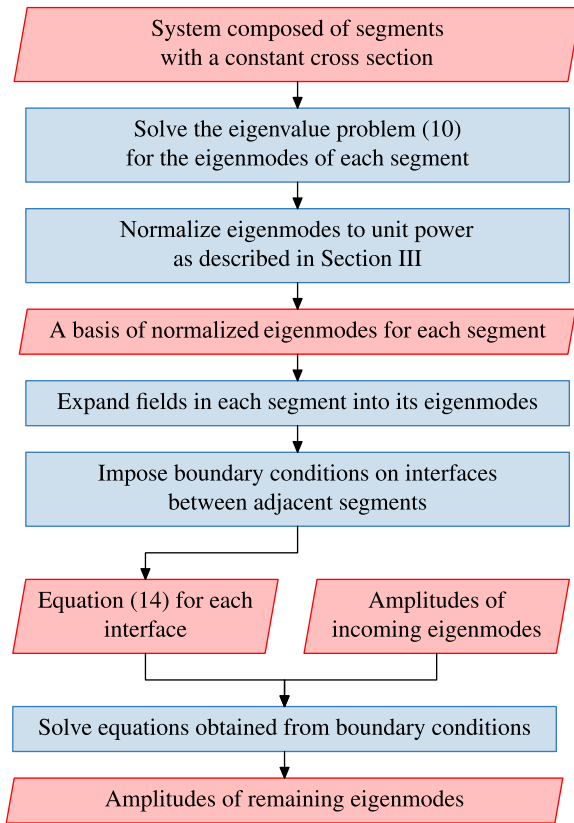 System composed of segments
with a constant cross section
Solve the eigenvalue problem (10)
for the eigenmodes of each segment
Normalize eigenmodes to unit power
as described in Section III
A basis of normalized eigenmodes for each segment
Expand fields in each segment into its eigenmodes
Impose boundary conditions on interfaces
between adjacent segments
Equation (14) for each
interface
Amplitudes of
incoming eigenmodes
Solve equations obtained from boundary conditions
Amplitudes of remaining eigenmodes